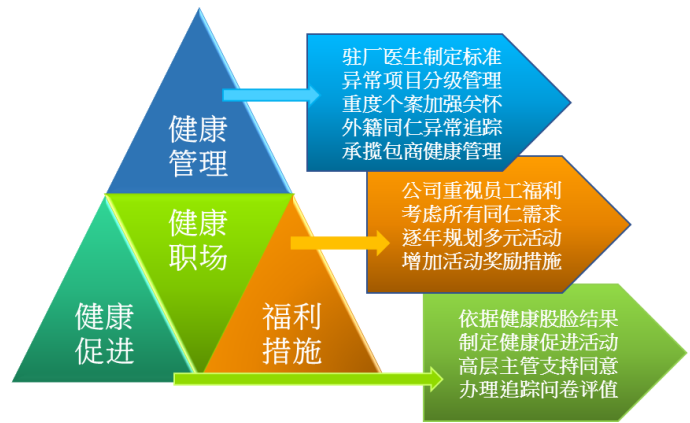 健康
管理
驻厂医生制定标准
异常项目分级管理
重度个案加强关怀
外籍同仁异常追踪
承揽包商健康管理
健康
职场
公司重视员工福利
考虑所有同仁需求
逐年规划多元活动
增加活动奖励措施
健康
促进
福利
措施
依据健康股脸结果
制定健康促进活动
高层主管支持同意
办理追踪问卷评值